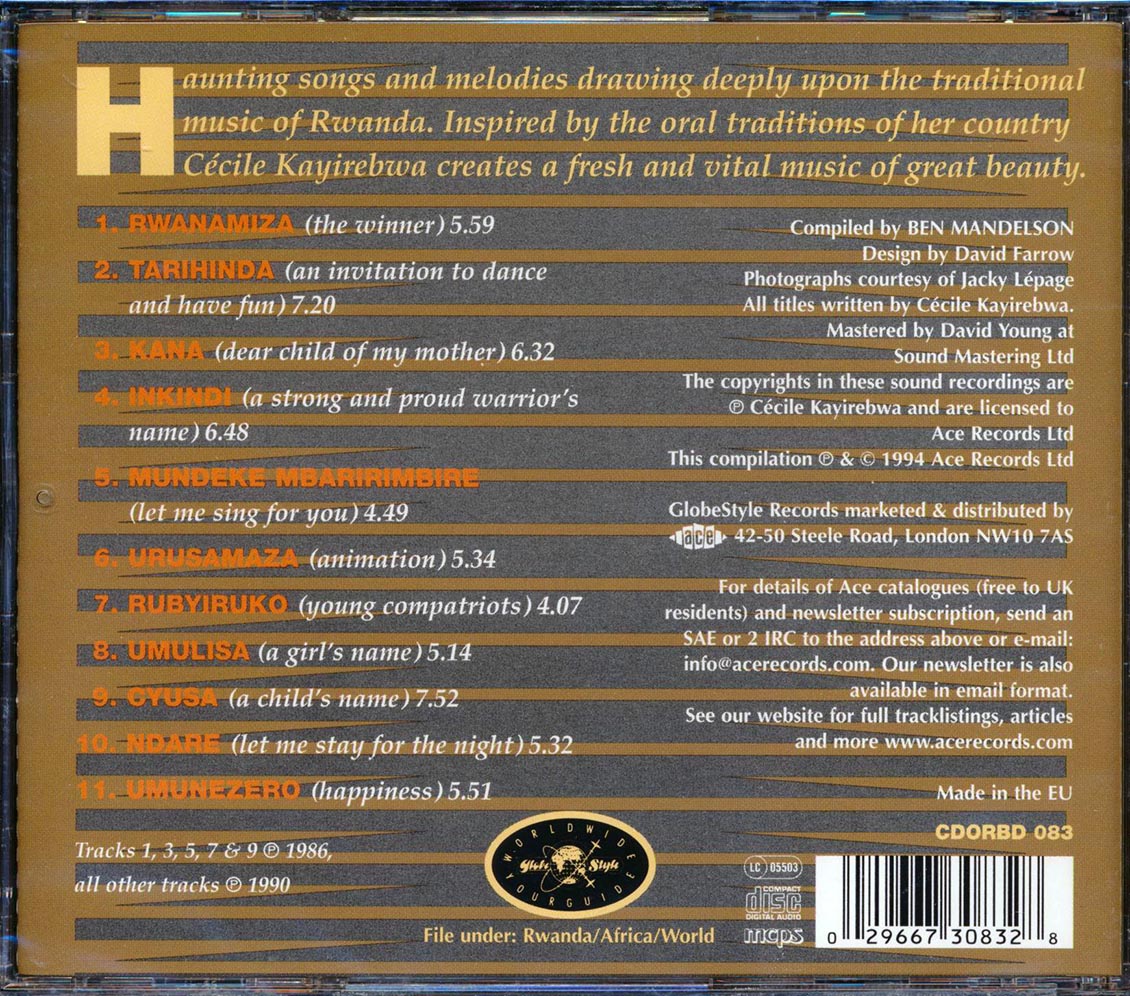 Haunting songs and melodies drawing deeply upon the traditional
music of Rwanda. Inspired by the oral traditions of her country
Cécile Kayirebwa creates a fresh and vital music of great beauty.
1. RWANAMIZA (the winner) 5.59
2. TARIHINDA (an invitation to dance
and have fun) 7.20
3. KANA (dear child of my mother) 6.32
4. INKINDI (a strong and proud warrior's
name) 6.48
5. MUNDEKE MBARIRIMBIRE
(let me sing for you) 4.49
6. URUSAMAZA (animation) 5.34
7. RUBYIRUKO (young compatriots) 4.07
8. UMULISA (a girl's name) 5.14
9. CYUSA (a child's name) 7.52
10. NDARE (let me stay for the night) 5.32
11. UMUNEZERO (happiness) 5.51
Tracks 1, 3, 5, 7 & 9 ℗ 1986,
all other tracks ℗ 1990
Compiled by BEN MANDELSON
Design by David Farrow
Photographs courtesy of Jacky Lépage
All titles written by Cécile Kayirebwa.
Mastered by David Young at
Sound Mastering Ltd
The copyrights in these sound recordings are
℗ Cécile Kayirebwa and are licensed to
Ace Records Ltd
This compilation ℗ & © 1994 Ace Records Ltd
GlobeStyle Records marketed & distributed by
ace 42-50 Steele Road, London NW10 7AS
For details of Ace catalogues (free to UK
residents) and newsletter subscription, send an
SAE or 2 IRC to the address above or e-mail:
info@acerecords.com. Our newsletter is also
available in email format.
See our website for full tracklistings, articles
and more www.acerecords.com
Made in the EU
CDORBD 083
WORLDWIDE
Globe Style
YOUR GUIDE
File under: Rwanda/Africa/World
LC 05503
COMPACT
disc
DIGITAL AUDIO
mcps
0 29667 30832 8